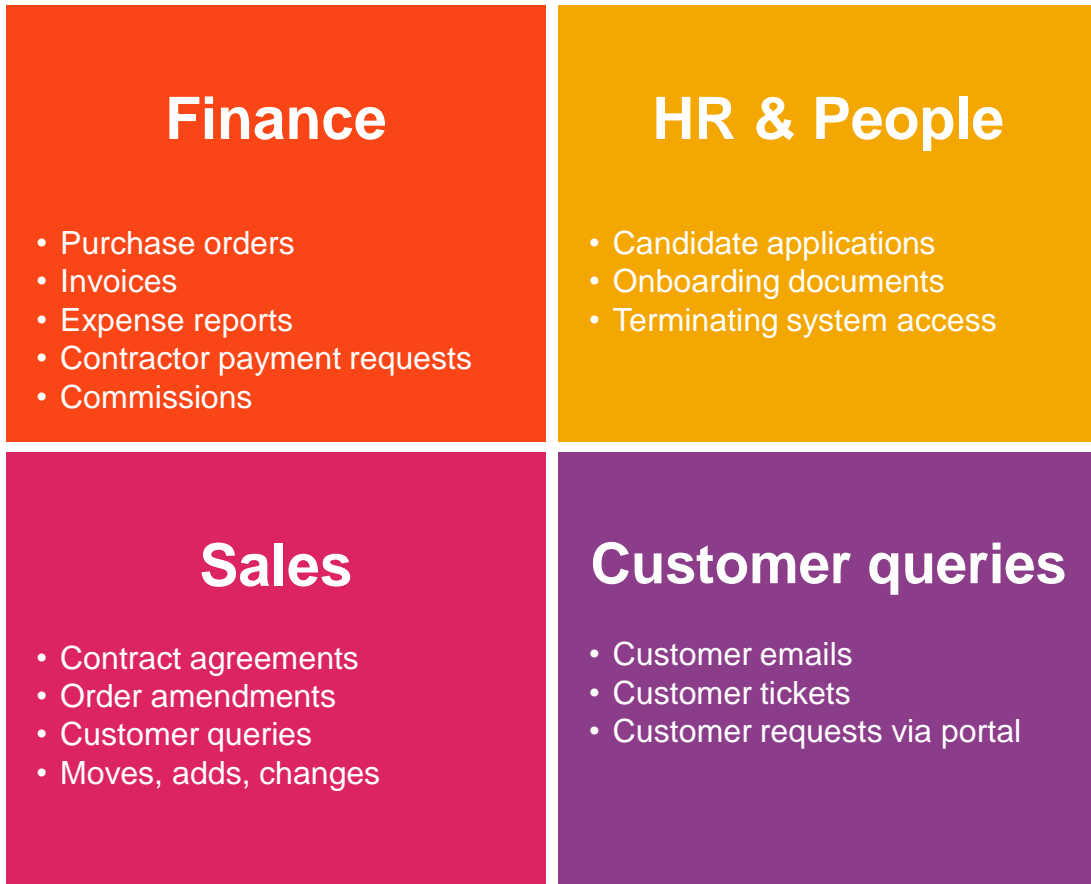 Finance
• Purchase orders
• Invoices
• Expense reports
• Contractor payment requests
• Commissions
HR & People
• Candidate applications
• Onboarding documents
• Terminating system access
Sales
• Contract agreements
• Order amendments
• Customer queries
• Moves, adds, changes
Customer queries
• Customer emails
• Customer tickets
• Customer requests via portal